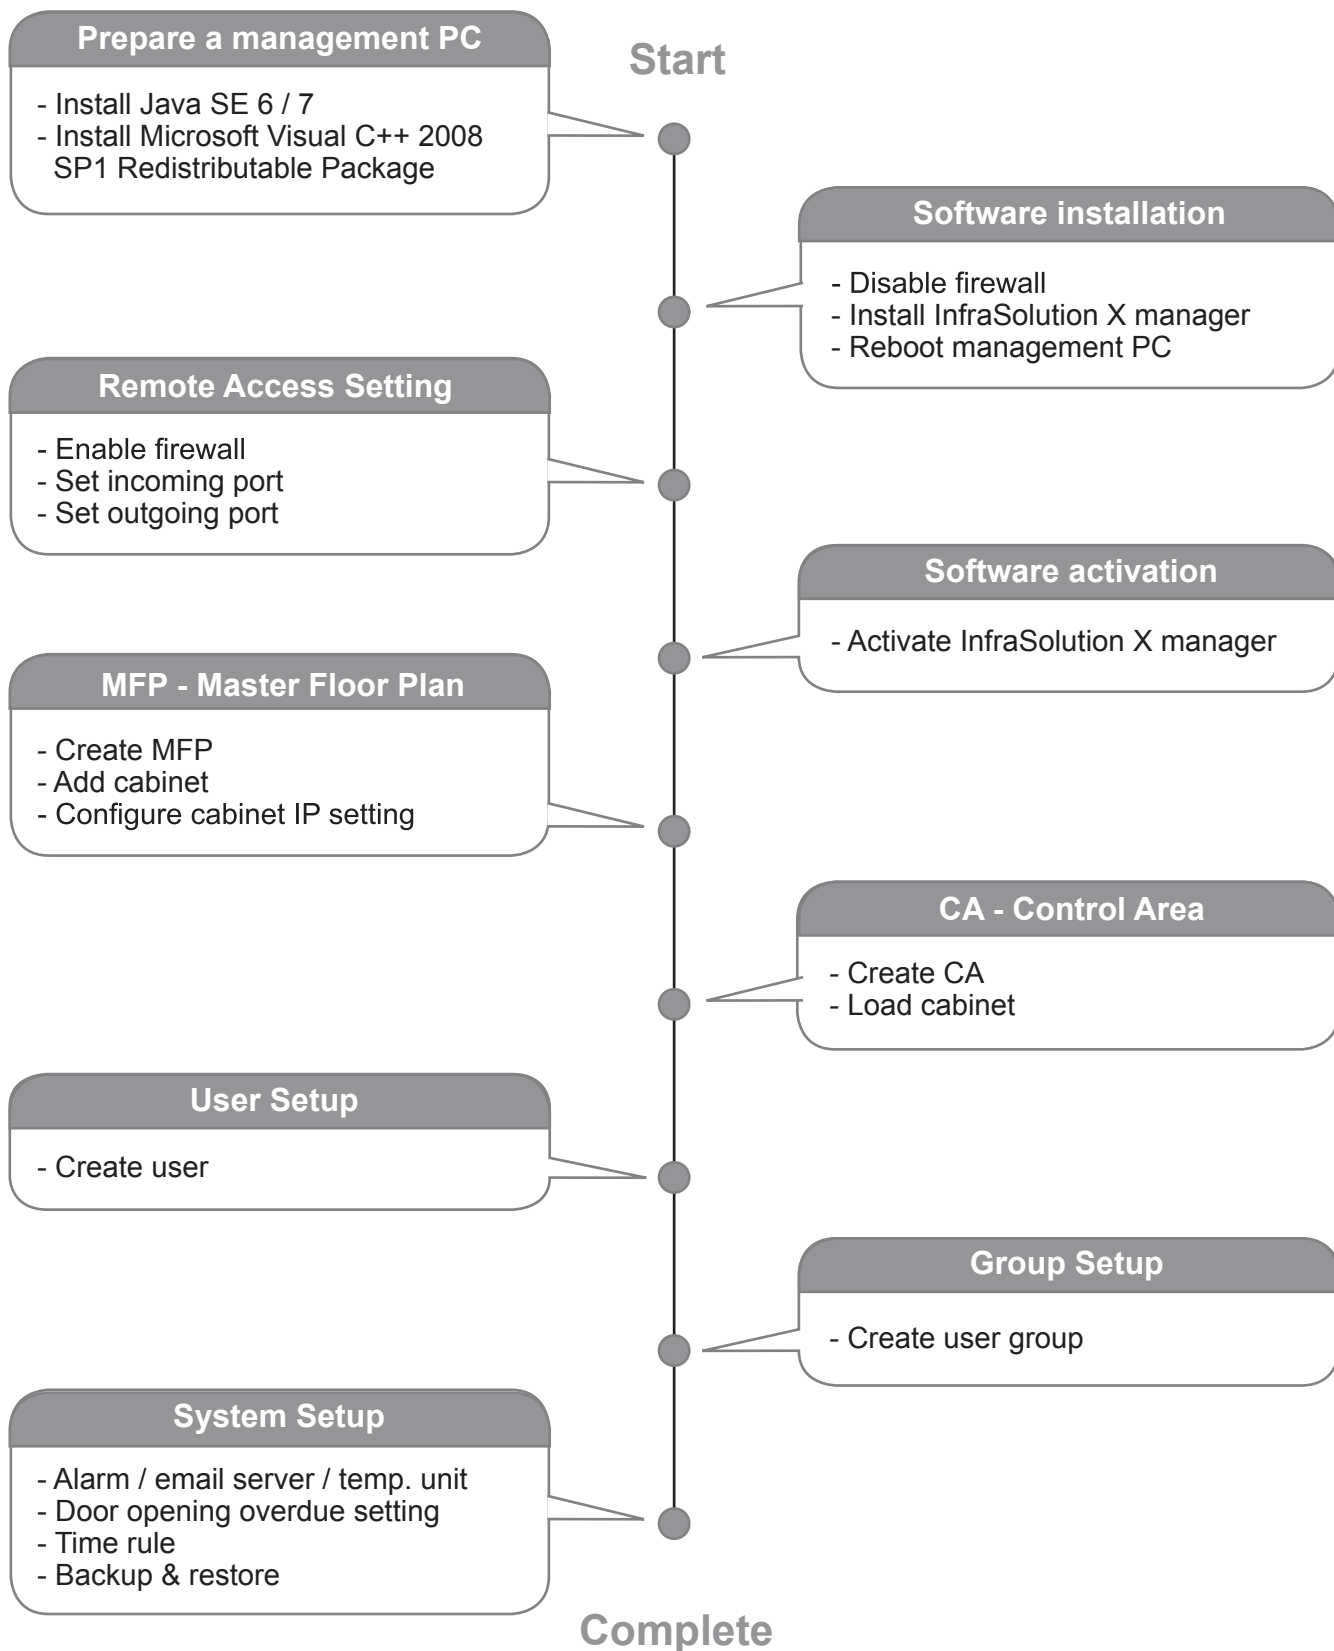 Start
Prepare a management PC
- Install Java SE 6 / 7
- Install Microsoft Visual C++ 2008
SP1 Redistributable Package
Software installation
- Disable firewall
- Install InfraSolution X manager
- Reboot management PC
Remote Access Setting
- Enable firewall
- Set incoming port
- Set outgoing port
Software activation
- Activate InfraSolution X manager
MFP - Master Floor Plan
- Create MFP
- Add cabinet
- Configure cabinet IP setting
CA - Control Area
- Create CA
- Load cabinet
User Setup
- Create user
Group Setup
- Create user group
System Setup
- Alarm / email server / temp. unit
- Door opening overdue setting
- Time rule
- Backup & restore
Complete